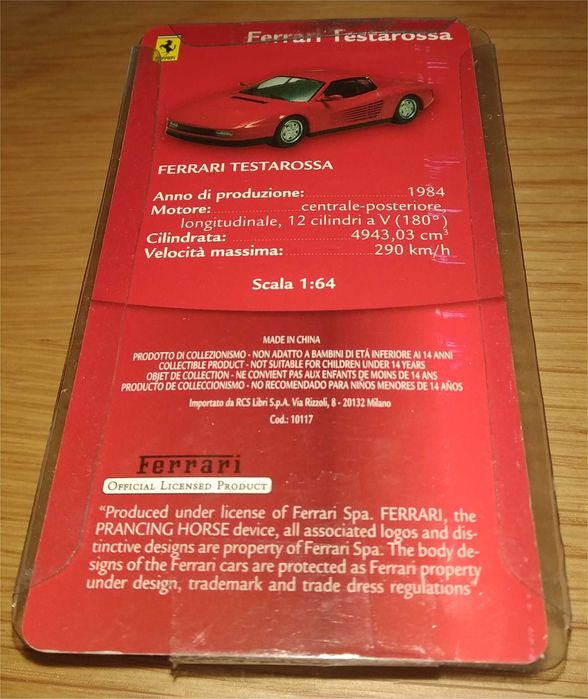 Ferrari Testarossa
FERRARI TESTAROSSA
Anno di produzione: 1984
Motore: centrale-posteriore,
longitudinale, 12 cilindri a V (180°)
Cilindrata: 4943,03 cm³
Velocità massima: 290 km/h
Scala 1:64
MADE IN CHINA
PRODOTTO DI COLLEZIONISMO - NON ADATTO A BAMBINI DI ETÁ INFERIORE AI 14 ANNI
COLLECTIBLE PRODUCT - NOT SUITABLE FOR CHILDREN UNDER 14 YEARS
OBJET DE COLLECTION - NE CONVIENT PAS AUX ENFANTS DE MOINS DE 14 ANS
PRODUCTO DE COLECCIONISMO - NO RECOMENDADO PARA NIÑOS MENORES DE 14 AÑOS
Importato da RCS Libri S.p.A. Via Rizzoli, 8 - 20132 Milano
Cod.: 10117
Ferrari
OFFICIAL LICENSED PRODUCT
“Produced under license of Ferrari Spa. FERRARI, the
PRANCING HORSE device, all associated logos and dis-
tinctive designs are property of Ferrari Spa. The body de-
signs of the Ferrari cars are protected as Ferrari property
under design, trademark and trade dress regulations”